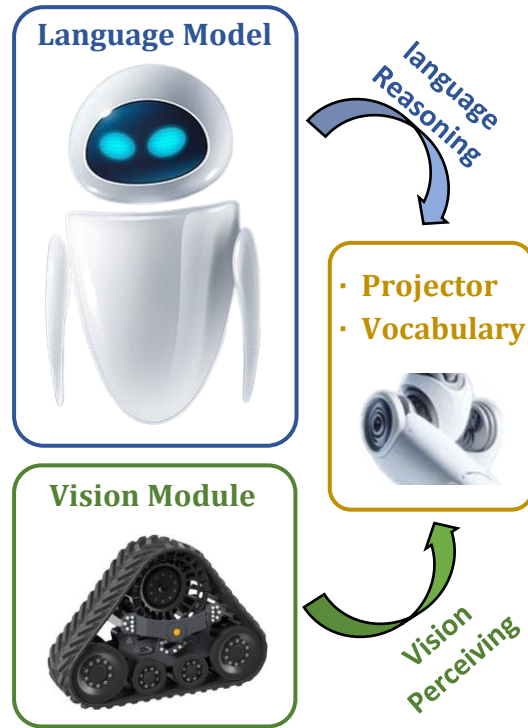 Language Model
language
Reasoning
· Projector
· Vocabulary
Vision Module
Vision
Perceiving